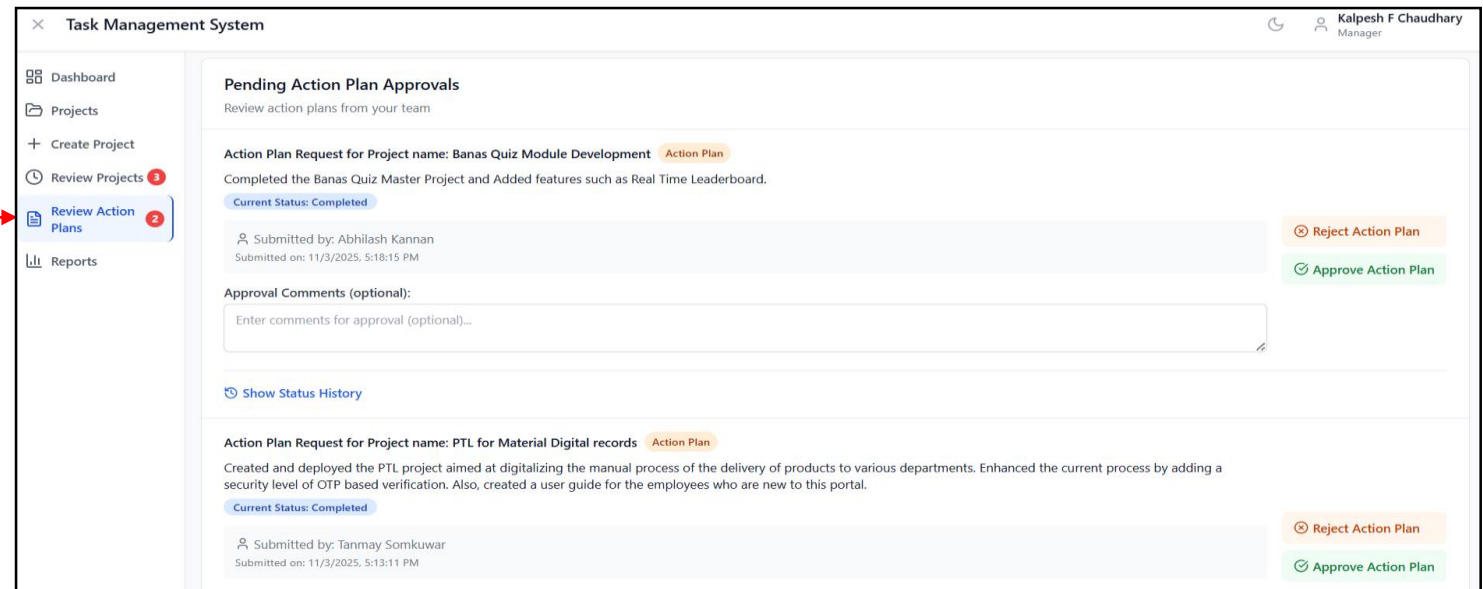 Task Management System
Kalpesh F Chaudhary
Manager
Dashboard
Projects
Create Project
Review Projects 3
Review Action
Plans
2
Reports
Pending Action Plan Approvals
Review action plans from your team
Action Plan Request for Project name: Banas Quiz Module Development Action Plan
Completed the Banas Quiz Master Project and Added features such as Real Time Leaderboard.
Current Status: Completed
Submitted by: Abhilash Kannan
Submitted on: 11/3/2025, 5:18:15 PM
Reject Action Plan
Approve Action Plan
Approval Comments (optional):
Enter comments for approval (optional)...
Show Status History
Action Plan Request for Project name: PTL for Material Digital records Action Plan
Created and deployed the PTL project aimed at digitalizing the manual process of the delivery of products to various departments. Enhanced the current process by adding a
security level of OTP based verification. Also, created a user guide for the employees who are new to this portal.
Current Status: Completed
Submitted by: Tanmay Somkuwar
Submitted on: 11/3/2025, 5:13:11 PM
Reject Action Plan
Approve Action Plan